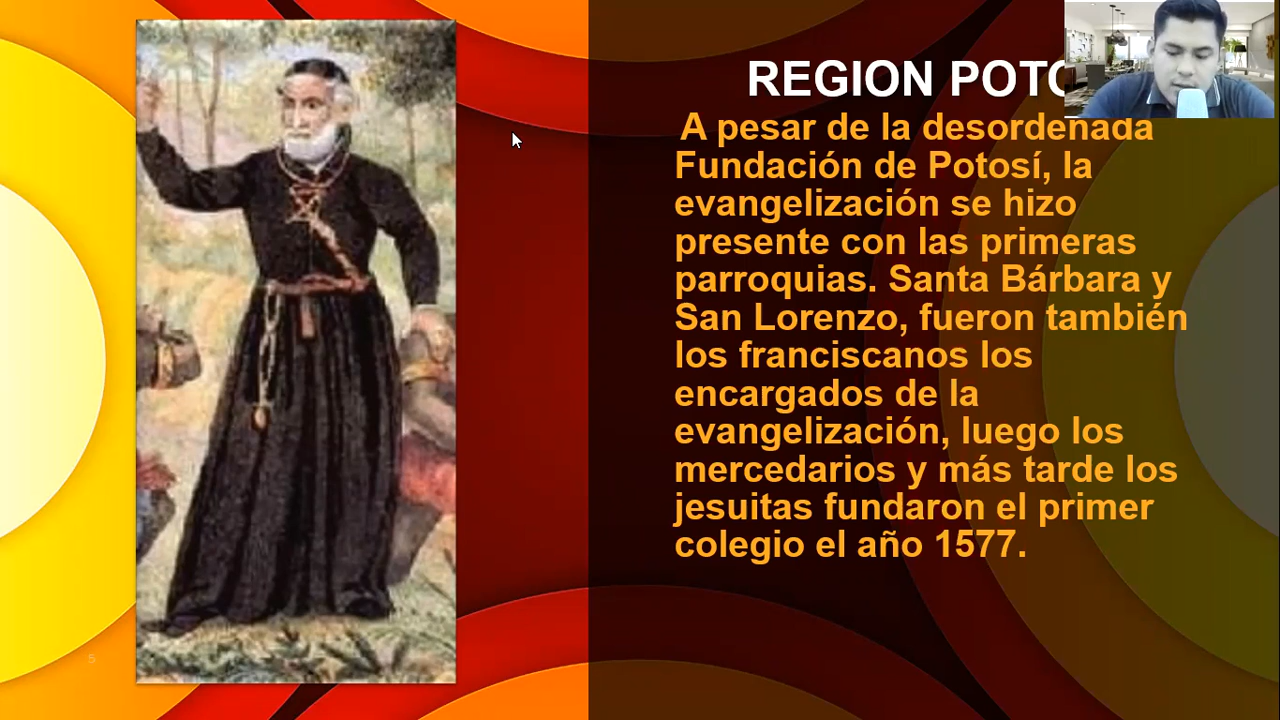 REGION
A pesar de la desordenada
Fundación de Potosí, la
evangelización se hizo
presente con las primeras
parroquias. Santa Bárbara y
San Lorenzo, fueron también
los franciscanos los
encargados de la
evangelización, luego los
mercedarios y más tarde los
jesuitas fundaron el primer
colegio el año 1577.
5